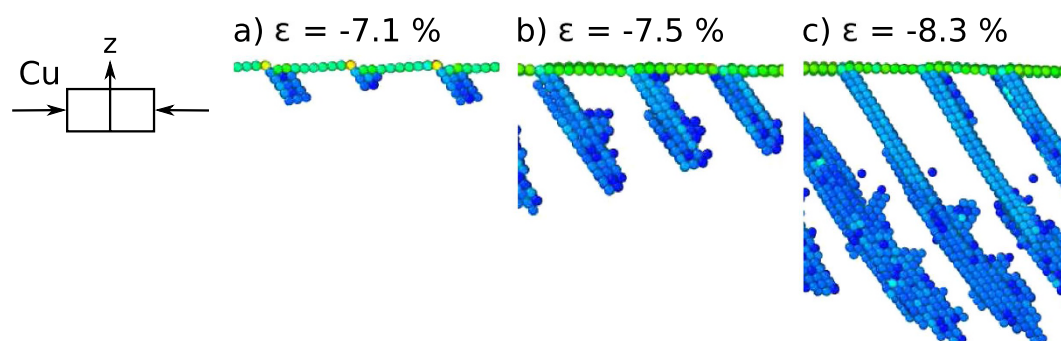 Cu
z
a) ε = -7.1 %
b) ε = -7.5 %
c) ε = -8.3 %